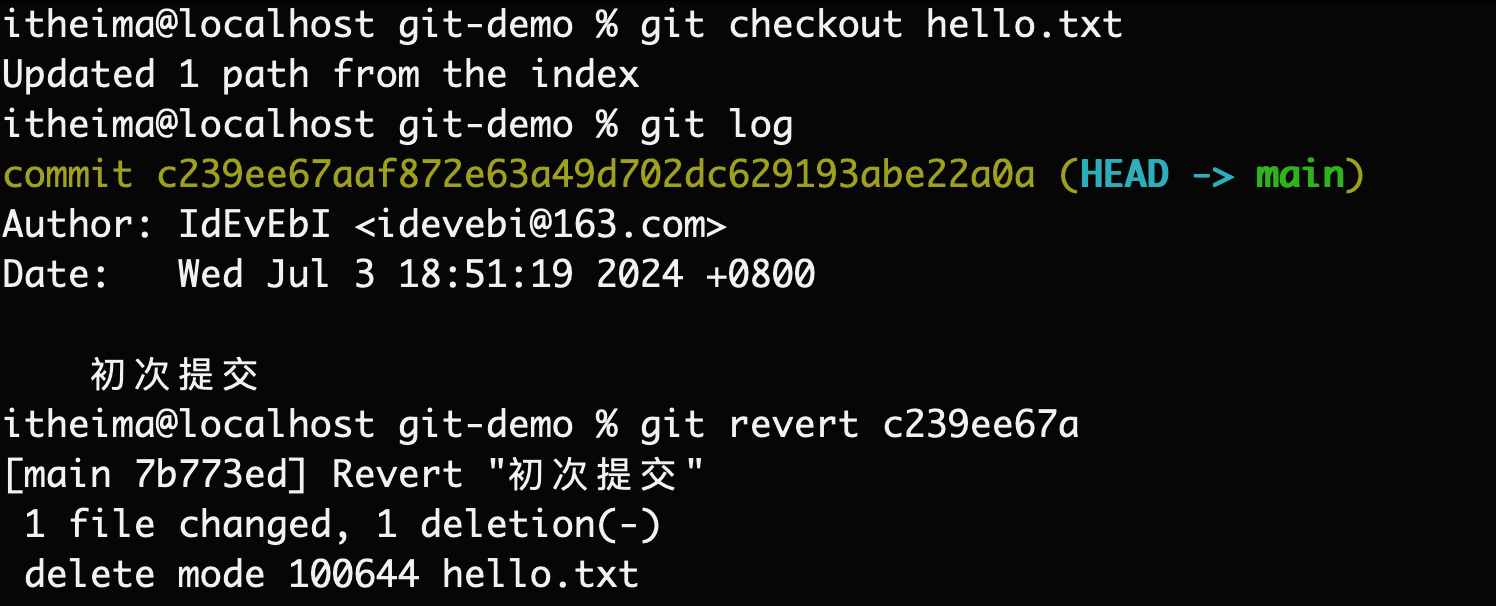 itheima@localhost git-demo % git checkout hello.txt
Updated 1 path from the index
itheima@localhost git-demo % git log
commit c239ee67aaf872e63a49d702dc629193abe22a0a (HEAD -> main)
Author: IdEvEbI <idevebi@163.com>
Date:   Wed Jul 3 18:51:19 2024 +0800

    初次提交
itheima@localhost git-demo % git revert c239ee67a
[main 7b773ed] Revert "初次提交"
 1 file changed, 1 deletion(-)
 delete mode 100644 hello.txt